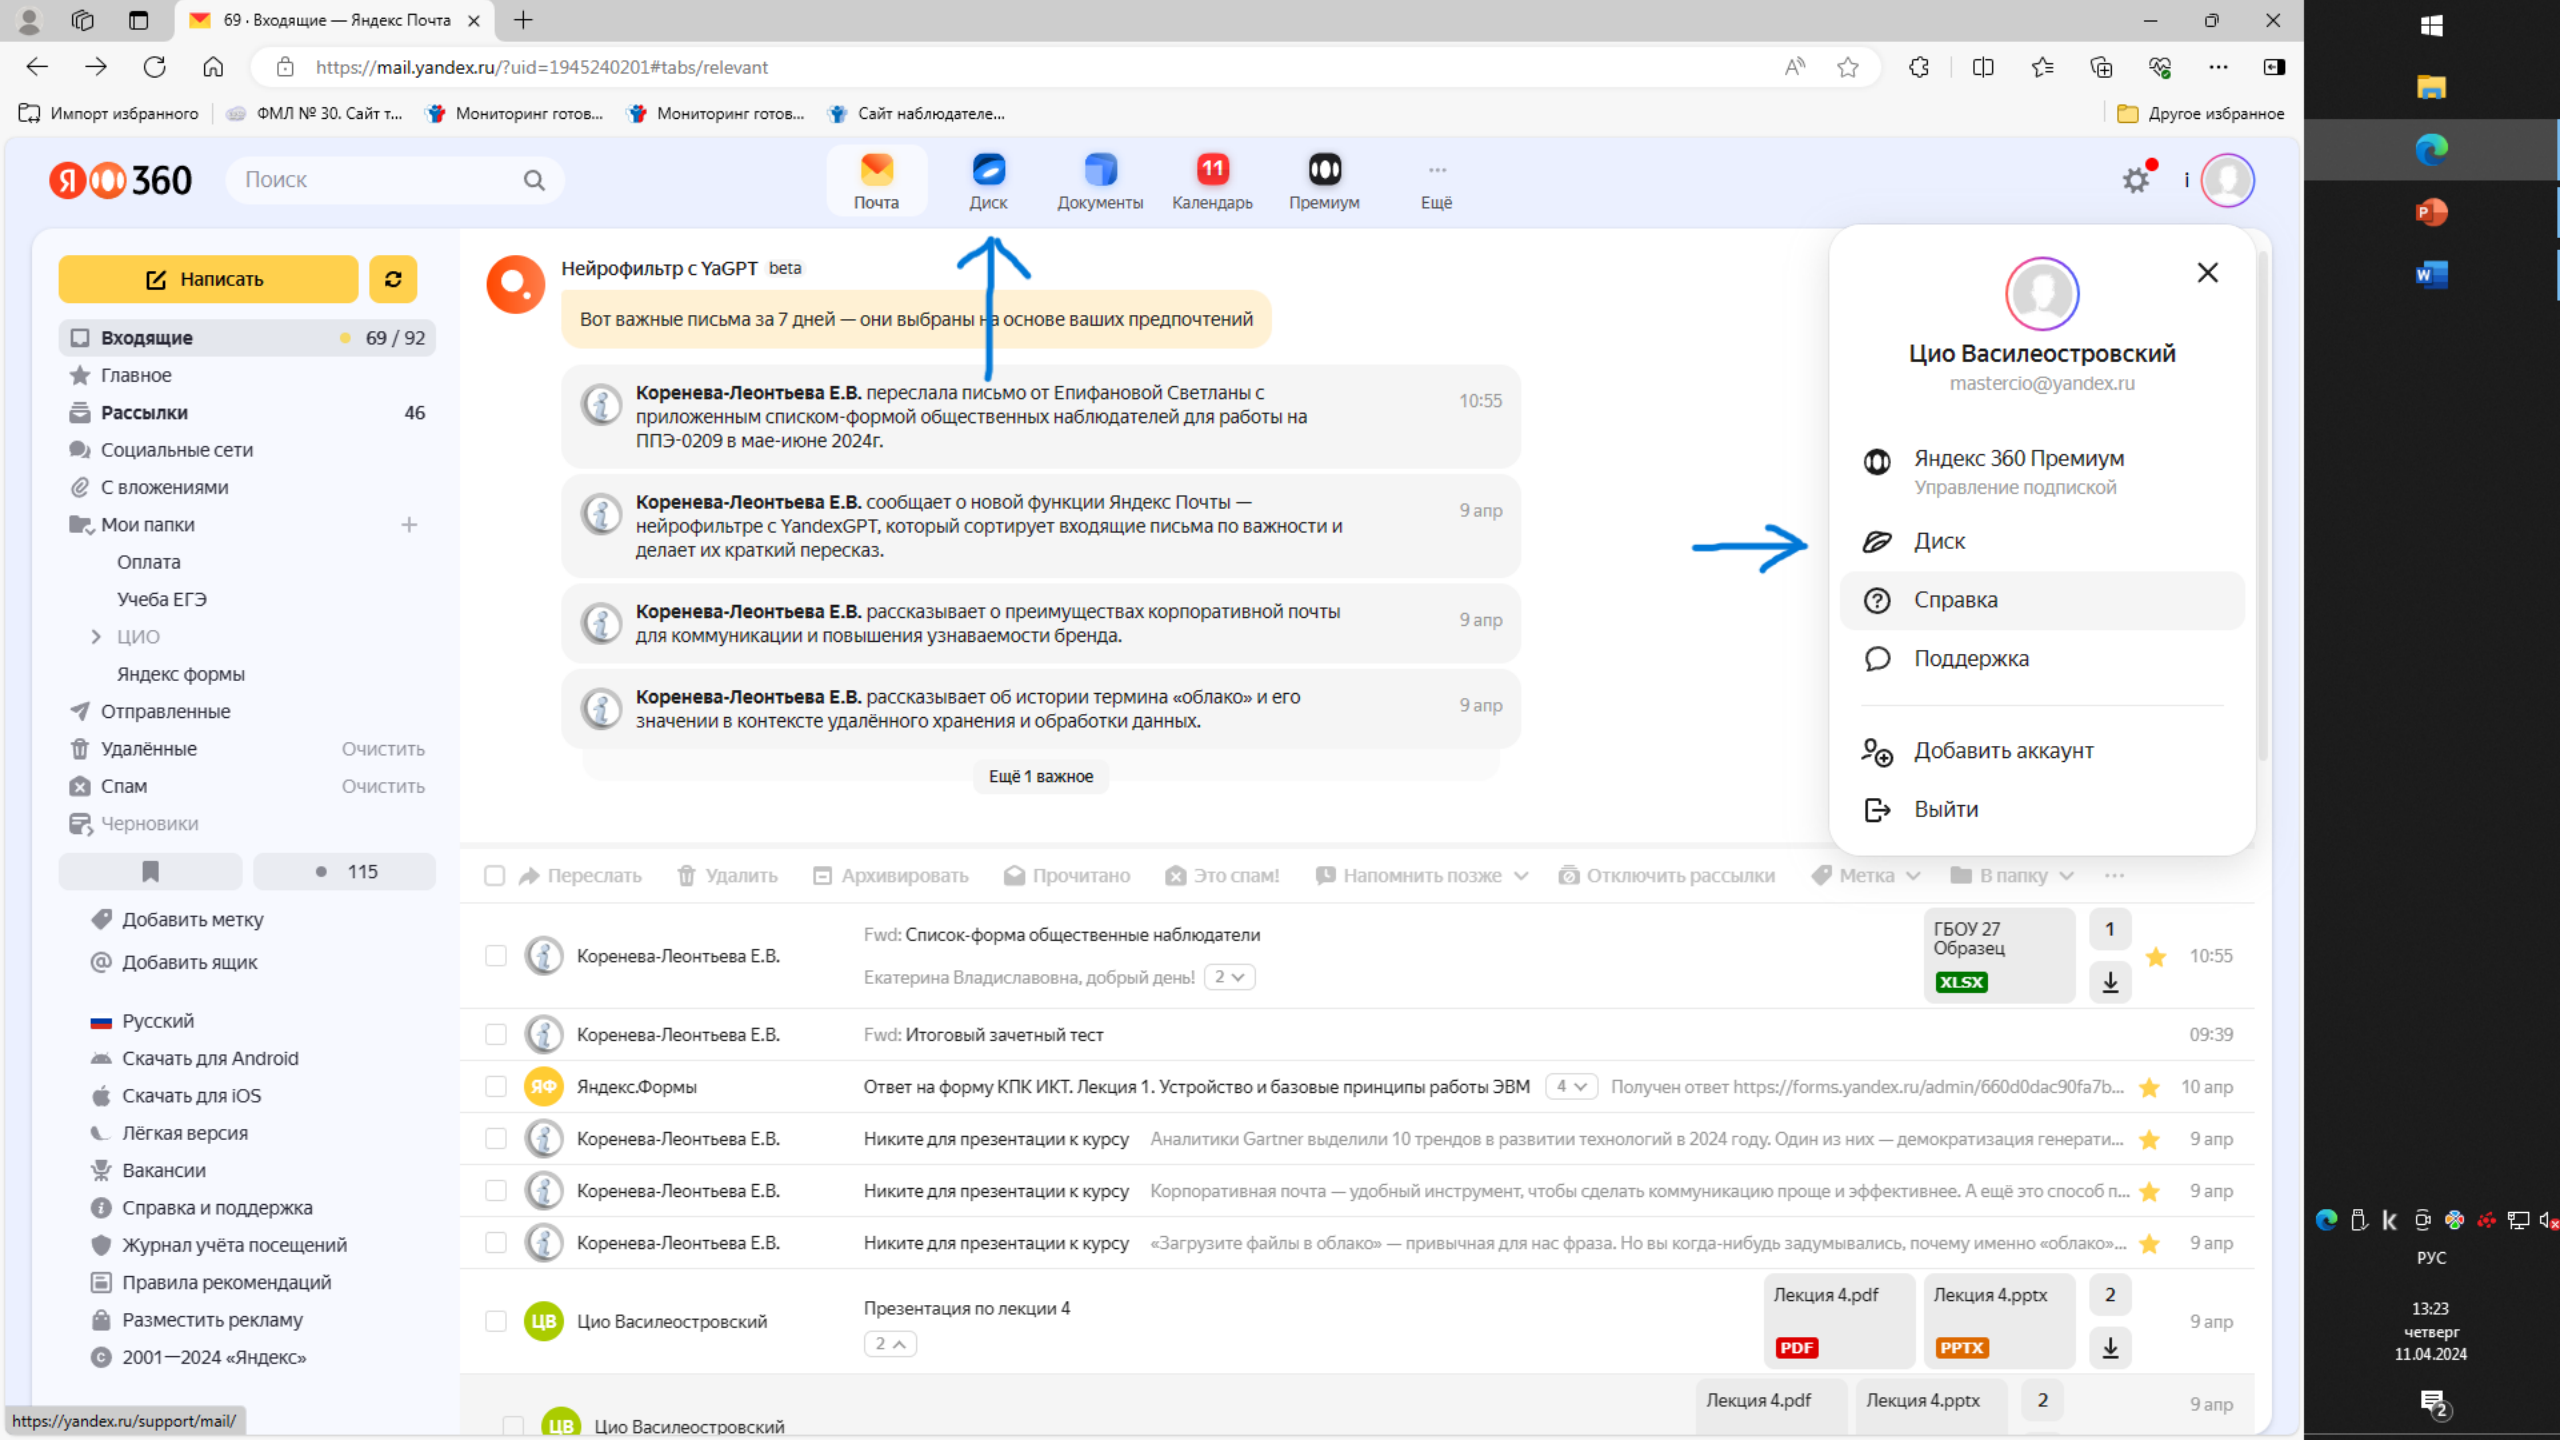 69 · Входящие — Яндекс Почта
https://mail.yandex.ru/?uid=1945240201#tabs/relevant
Импорт избранного
ФМЛ № 30. Сайт т...
Мониторинг готов...
Мониторинг готов...
Сайт наблюдателе...
Другое избранное
Я 360
Поиск
Почта
Диск
Документы
11
Календарь
Премиум
Ещё
i
Написать
Входящие 69 / 92
Главное
Рассылки 46
Социальные сети
С вложениями
Мои папки
Оплата
Учеба ЕГЭ
ЦИО
Яндекс формы
Отправленные
Удалённые Очистить
Спам Очистить
Черновики
115
Добавить метку
Добавить ящик
Русский
Скачать для Android
Скачать для iOS
Лёгкая версия
Вакансии
Справка и поддержка
Журнал учёта посещений
Правила рекомендаций
Разместить рекламу
2001—2024 «Яндекс»
https://yandex.ru/support/mail/
Нейрофильтр с YaGPT beta
Вот важные письма за 7 дней — они выбраны на основе ваших предпочтений
Коренева-Леонтьева Е.В. переслала письмо от Епифановой Светланы с
приложенным списком-формой общественных наблюдателей для работы на
ППЭ-0209 в мае-июне 2024г.
10:55
Коренева-Леонтьева Е.В. сообщает о новой функции Яндекс Почты —
нейрофильтре с YandexGPT, который сортирует входящие письма по важности и
делает их краткий пересказ.
9 апр
Коренева-Леонтьева Е.В. рассказывает о преимуществах корпоративной почты
для коммуникации и повышения узнаваемости бренда.
9 апр
Коренева-Леонтьева Е.В. рассказывает об истории термина «облако» и его
значении в контексте удалённого хранения и обработки данных.
9 апр
Ещё 1 важное
Цио Василеостровский
mastercio@yandex.ru
Яндекс 360 Премиум
Управление подпиской
Диск
Справка
Поддержка
Добавить аккаунт
Выйти
Переслать Удалить Архивировать Прочитано Это спам! Напомнить позже Отключить рассылки Метка В папку
Коренева-Леонтьева Е.В.
Fwd: Список-форма общественные наблюдатели
Екатерина Владиславовна, добрый день! 2
ГБОУ 27
Образец
XLSX
1
10:55
Коренева-Леонтьева Е.В. Fwd: Итоговый зачетный тест 09:39
ЯФ Яндекс.Формы Ответ на форму КПК ИКТ. Лекция 1. Устройство и базовые принципы работы ЭВМ 4 Получен ответ https://forms.yandex.ru/admin/660d0dac90fa7b... 10 апр
Коренева-Леонтьева Е.В. Никите для презентации к курсу Аналитики Gartner выделили 10 трендов в развитии технологий в 2024 году. Один из них — демократизация генерати... 9 апр
Коренева-Леонтьева Е.В. Никите для презентации к курсу Корпоративная почта — удобный инструмент, чтобы сделать коммуникацию проще и эффективнее. А ещё это способ п... 9 апр
Коренева-Леонтьева Е.В. Никите для презентации к курсу «Загрузите файлы в облако» — привычная для нас фраза. Но вы когда-нибудь задумывались, почему именно «облако»... 9 апр
ЦВ Цио Василеостровский
Презентация по лекции 4
2
Лекция 4.pdf
PDF
Лекция 4.pptx
PPTX
2
9 апр
ЦВ Цио Василеостровский
Лекция 4.pdf
Лекция 4.pptx
2
9 апр
РУС
13:23
четверг
11.04.2024
2